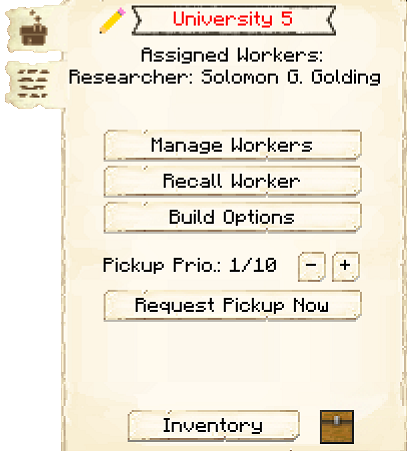 University 5
Assigned Workers:
Researcher: Solomon G. Golding
Manage Workers
Recall Worker
Build Options
Pickup Prio.: 1/10 - +
Request Pickup Now
Inventory